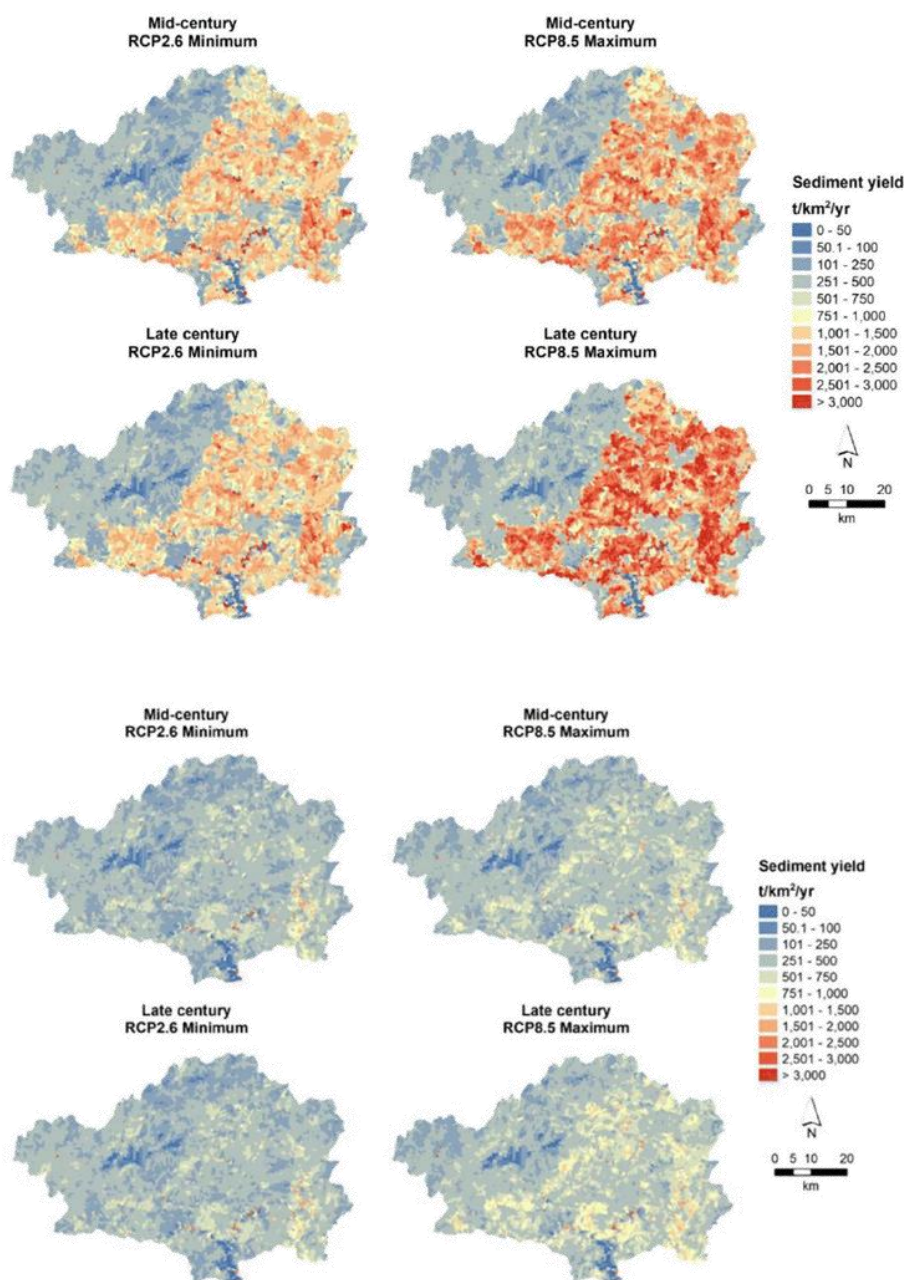 Mid-century
RCP2.6 Minimum
Mid-century
RCP8.5 Maximum
Sediment yield
t/km²/yr
0 - 50
50.1 - 100
101 - 250
251 - 500
501 - 750
751 - 1,000
1,001 - 1,500
1,501 - 2,000
2,001 - 2,500
2,501 - 3,000
> 3,000
N
0 5 10 20
km
Late century
RCP2.6 Minimum
Late century
RCP8.5 Maximum
Mid-century
RCP2.6 Minimum
Mid-century
RCP8.5 Maximum
Sediment yield
t/km²/yr
0 - 50
50.1 - 100
101 - 250
251 - 500
501 - 750
751 - 1,000
1,001 - 1,500
1,501 - 2,000
2,001 - 2,500
2,501 - 3,000
> 3,000
N
0 5 10 20
km
Late century
RCP2.6 Minimum
Late century
RCP8.5 Maximum